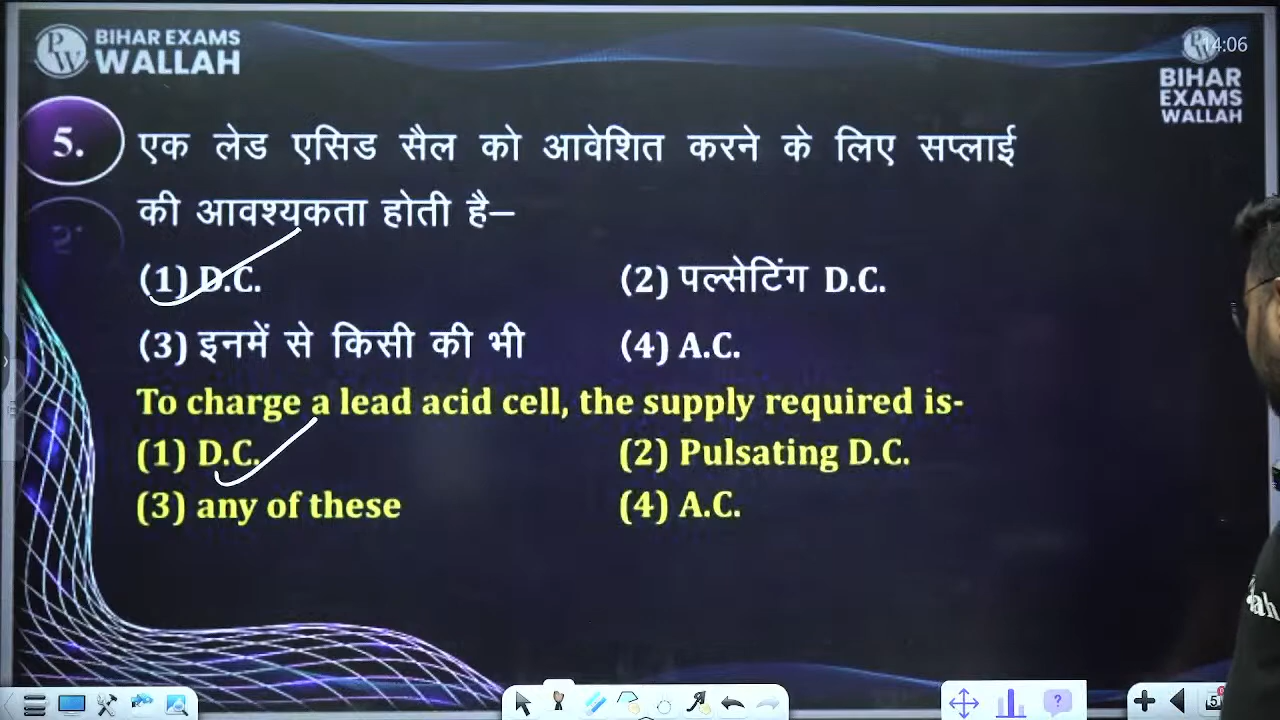 BIHAR EXAMS
WALLAH
14:06
BIHAR
EXAMS
WALLAH
5. एक लेड एसिड सैल को आवेशित करने के लिए सप्लाई
की आवश्यकता होती है–
(1) D.C. (2) पल्सेटिंग D.C.
(3) इनमें से किसी की भी (4) A.C.
To charge a lead acid cell, the supply required is-
(1) D.C. (2) Pulsating D.C.
(3) any of these (4) A.C.